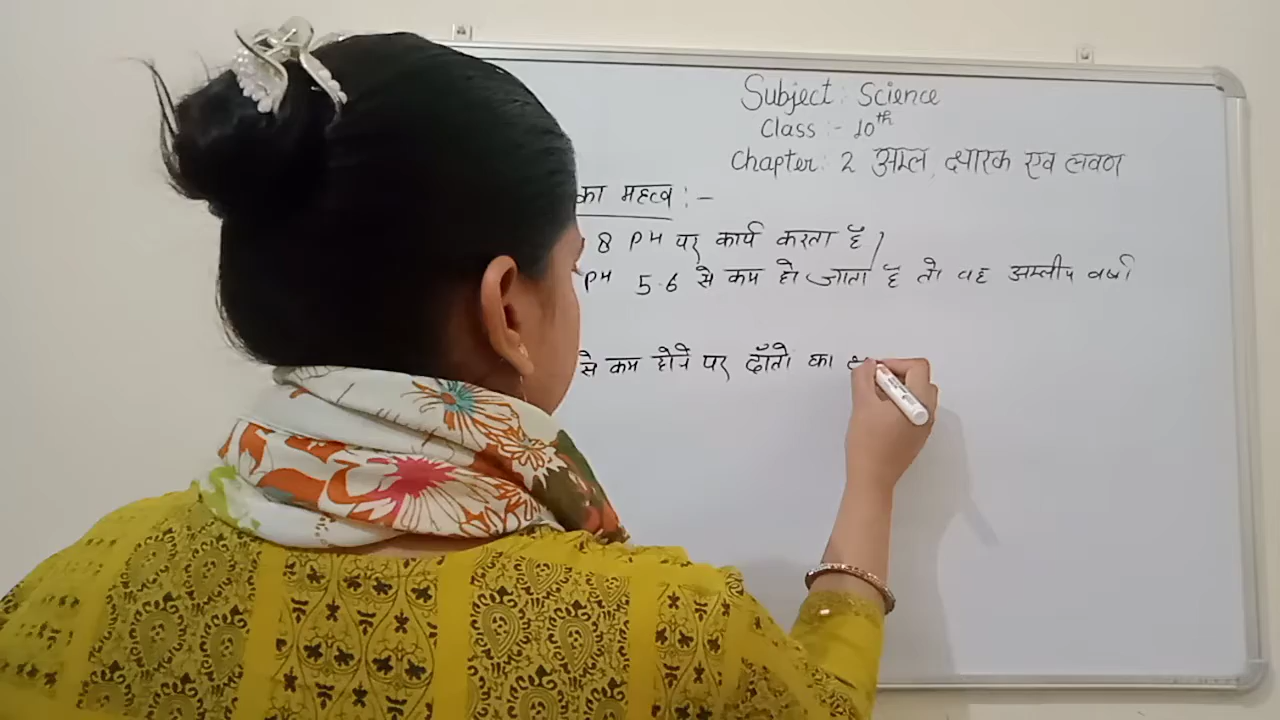 Subject: Science
Class :- 10th
Chapter: 2 अम्ल, क्षारक एव लवण
का महत्व :-
8 PH पर कार्य करता है।
PH 5.6 से कम हो जाता है तो वह अम्लीय वर्षा
से कम होने पर दाँतो का